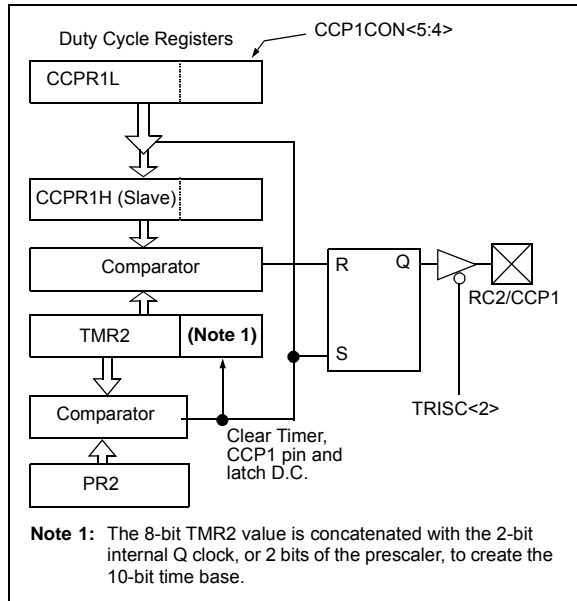 Duty Cycle Registers
CCP1CON<5:4>
CCPR1L
CCPR1H (Slave)
Comparator
R
Q
RC2/CCP1
TMR2
(Note 1)
S
TRISC<2>
Comparator
Clear Timer,
CCP1 pin and
latch D.C.
PR2
Note 1: The 8-bit TMR2 value is concatenated with the 2-bit
internal Q clock, or 2 bits of the prescaler, to create the
10-bit time base.